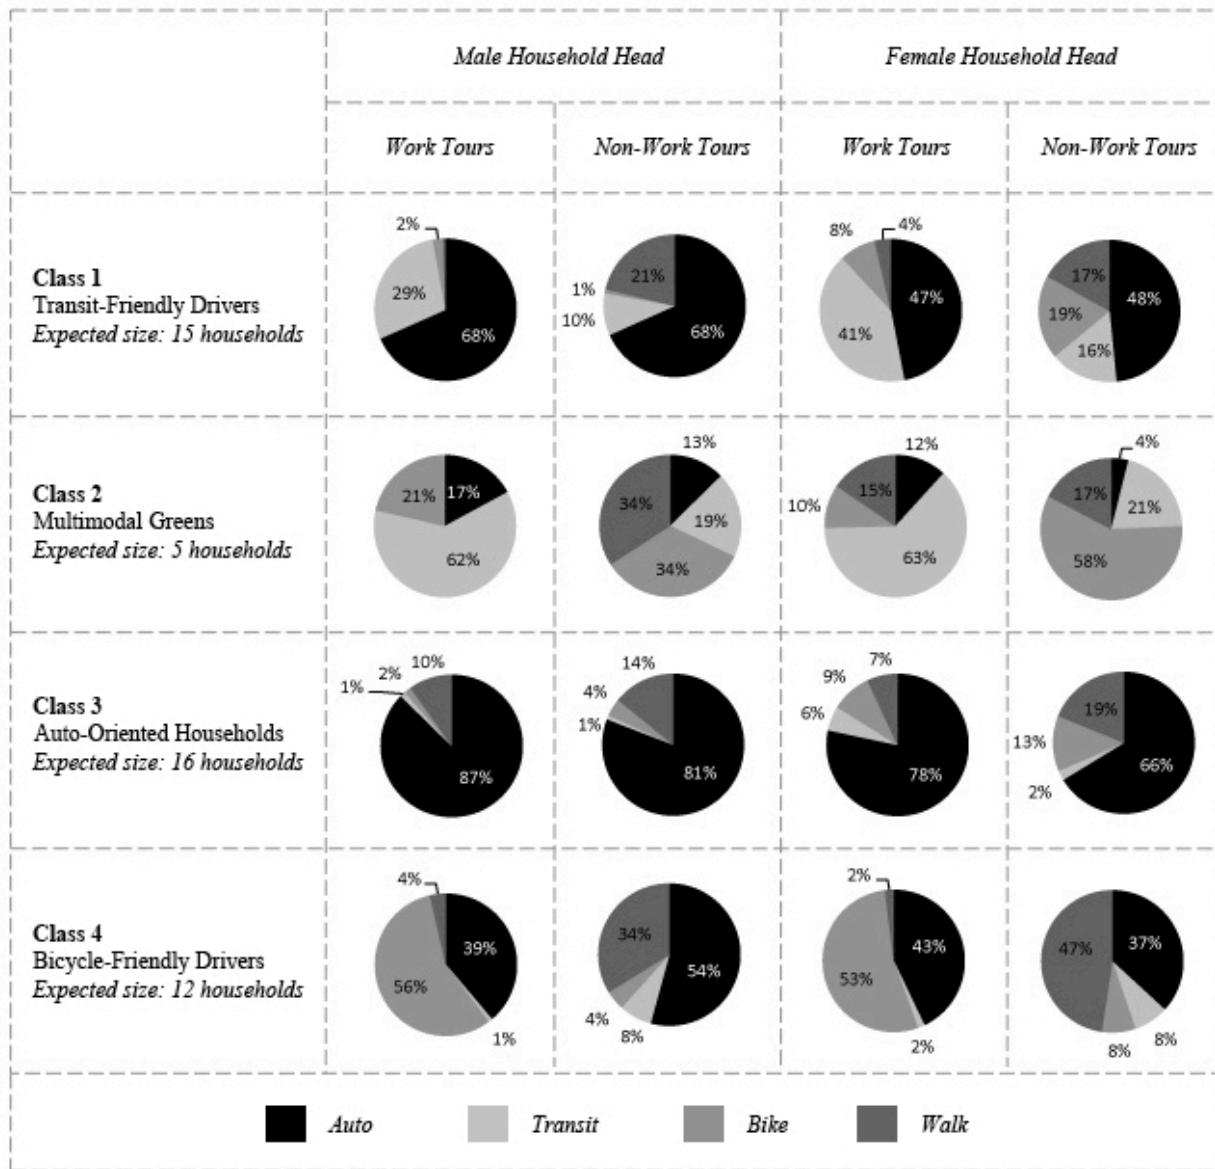 Male Household Head
Female Household Head
Work Tours
Non-Work Tours
Work Tours
Non-Work Tours
Class 1
Transit-Friendly Drivers
Expected size: 15 households
2%
29%
68%
21%
1%
10%
68%
8%
4%
47%
41%
17%
48%
19%
16%
Class 2
Multimodal Greens
Expected size: 5 households
21%
17%
62%
13%
34%
19%
34%
12%
15%
10%
63%
4%
17%
21%
58%
Class 3
Auto-Oriented Households
Expected size: 16 households
10%
2%
1%
87%
14%
4%
1%
81%
7%
9%
6%
78%
19%
13%
66%
2%
Class 4
Bicycle-Friendly Drivers
Expected size: 12 households
4%
39%
56%
1%
34%
54%
4%
8%
2%
43%
53%
2%
47%
37%
8%
8%
Auto
Transit
Bike
Walk